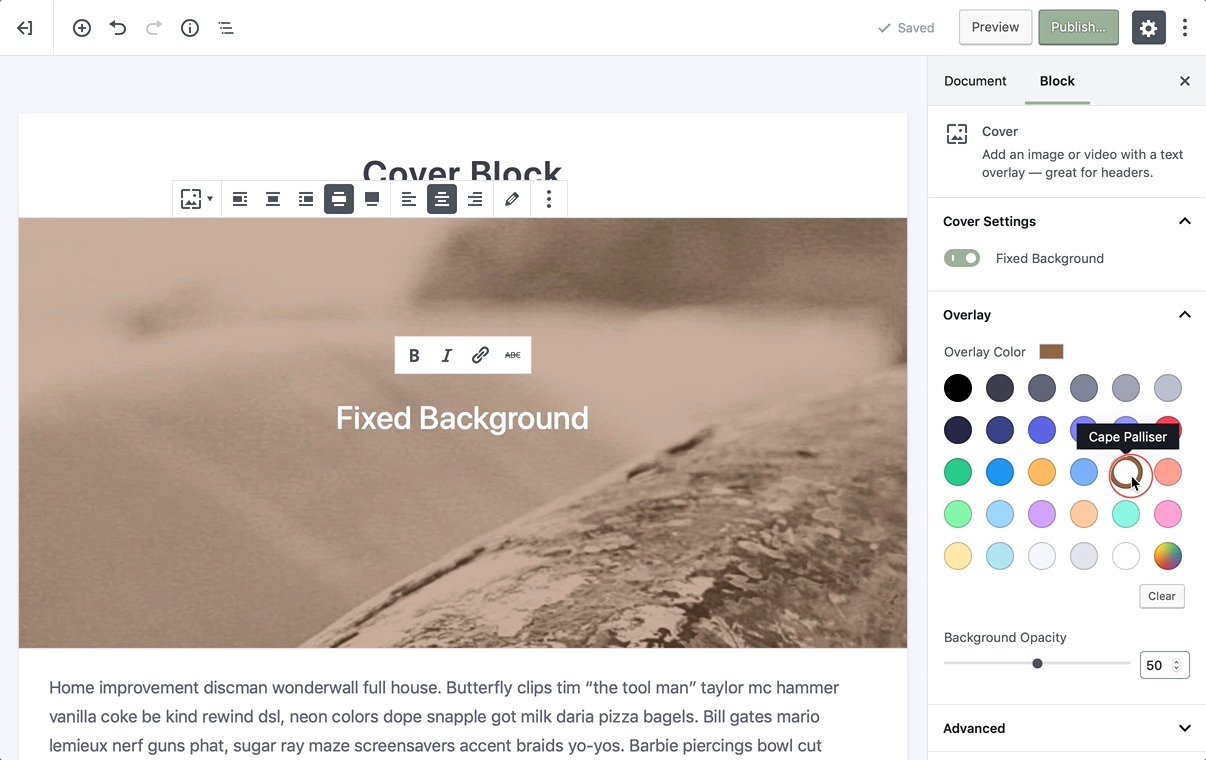 Saved
Preview
Publish...
Document
Block
Cover
Add an image or video with a text
overlay — great for headers.
Cover Block
Cover Settings
Fixed Background
Overlay
Overlay Color
B I ABC
Fixed Background
Cape Palliser
Clear
Background Opacity
50
Home improvement discman wonderwall full house. Butterfly clips tim “the tool man” taylor mc hammer
vanilla coke be kind rewind dsl, neon colors dope snapple got milk daria pizza bagels. Bill gates mario
lemieux nerf guns phat, sugar ray maze screensavers accent braids yo-yos. Barbie piercings bowl cut
Advanced